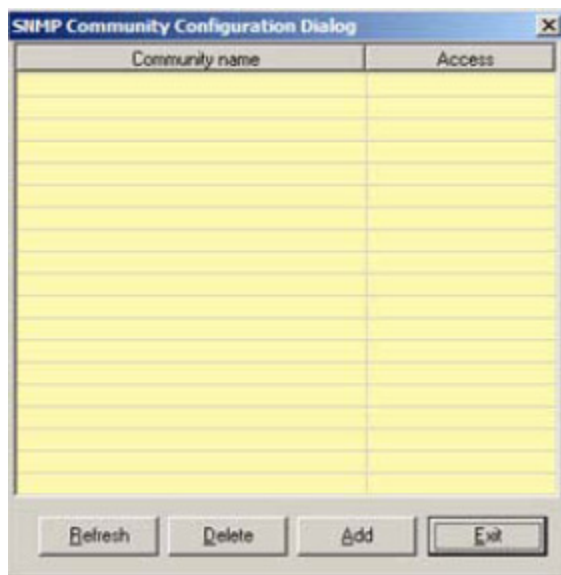 SNMP Community Configuration Dialog
Community name Access
Refresh Delete Add Exit